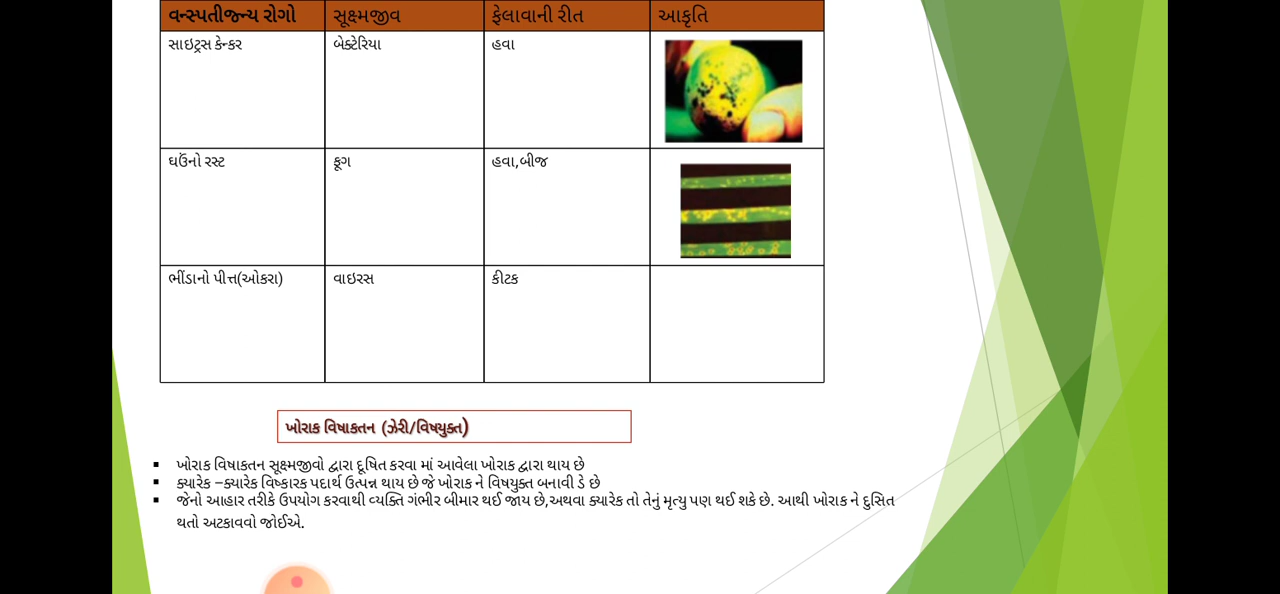 વનસ્પતીજ્ન્ય રોગો સૂક્ષ્મજીવ ફેલાવાની રીત આકૃતિ
સાઇટ્રસ કેન્કર બેક્ટેરિયા હવા
ઘઉંનો રસ્ટ ફૂગ હવા,બીજ
ભીંડાનો પીત્ત(ઓકરા) વાઇરસ કીટક
ખોરાક વિષાકતન (ઝેરી/વિષયુક્ત)
▪ ખોરાક વિષાકતન સૂક્ષ્મજીવો દ્વારા દૂષિત કરવા માં આવેલા ખોરાક દ્વારા થાય છે
▪ ક્યારેક –ક્યારેક વિષ્કારક પદાર્થ ઉત્પન્ન થાય છે જે ખોરાક ને વિષયુક્ત બનાવી ડે છે
▪ જેનો આહાર તરીકે ઉપયોગ કરવાથી વ્યક્તિ ગંભીર બીમાર થઈ જાય છે,અથવા ક્યારેક તો તેનું મૃત્યુ પણ થઈ શકે છે. આથી ખોરાક ને દુસિત
થતો અટકાવવો જોઈએ.